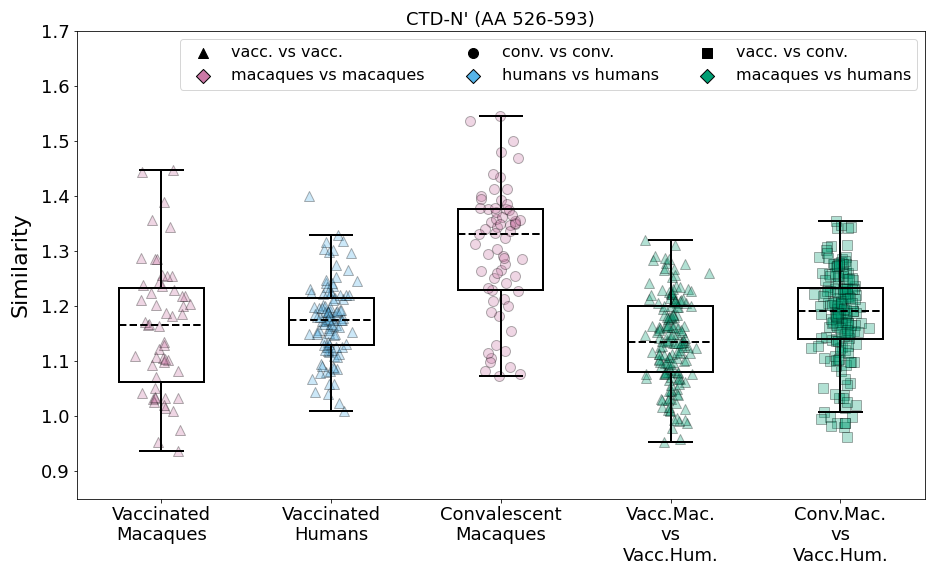 CTD-N' (AA 526-593)
vacc. vs vacc.
conv. vs conv.
vacc. vs conv.
macaques vs macaques
humans vs humans
macaques vs humans
Similarity
1.7
1.6
1.5
1.4
1.3
1.2
1.1
1.0
0.9
Vaccinated
Macaques
Vaccinated
Humans
Convalescent
Macaques
Vacc.Mac.
vs
Vacc.Hum.
Conv.Mac.
vs
Vacc.Hum.